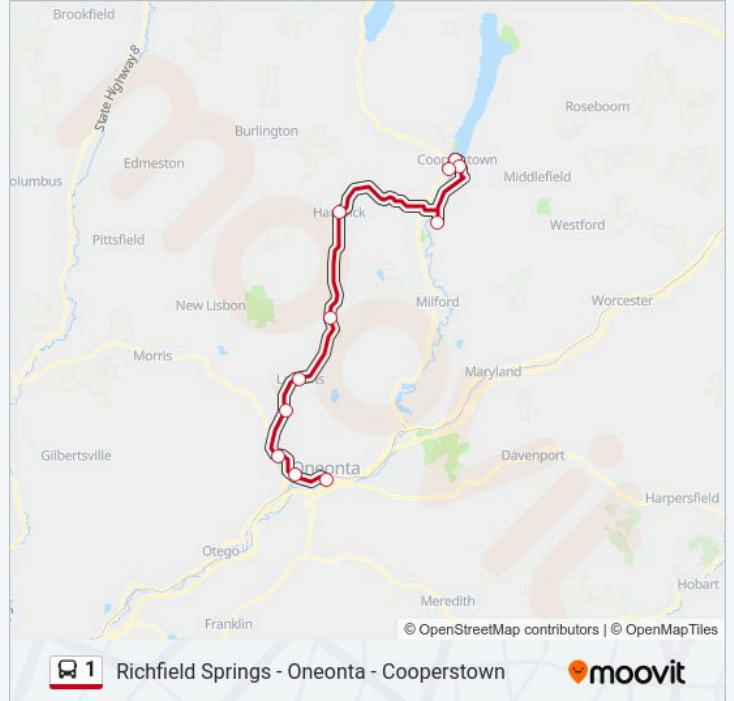 Brookfield
State Highway 8
Roseboom
Burlington
Cooperstown
Edmeston
olumbus
Middlefield
Hartwick
Westford
Pittsfield
New Lisbon
Milford
Worcester
Morris
Maryland
Laurens
Gilbertsville
Davenport
Oneonta
Harpersfield
Otego
Hobart
Meredith
Franklin
moovit
© OpenStreetMap contributors | © OpenMapTiles
1 Richfield Springs - Oneonta - Cooperstown
moovit